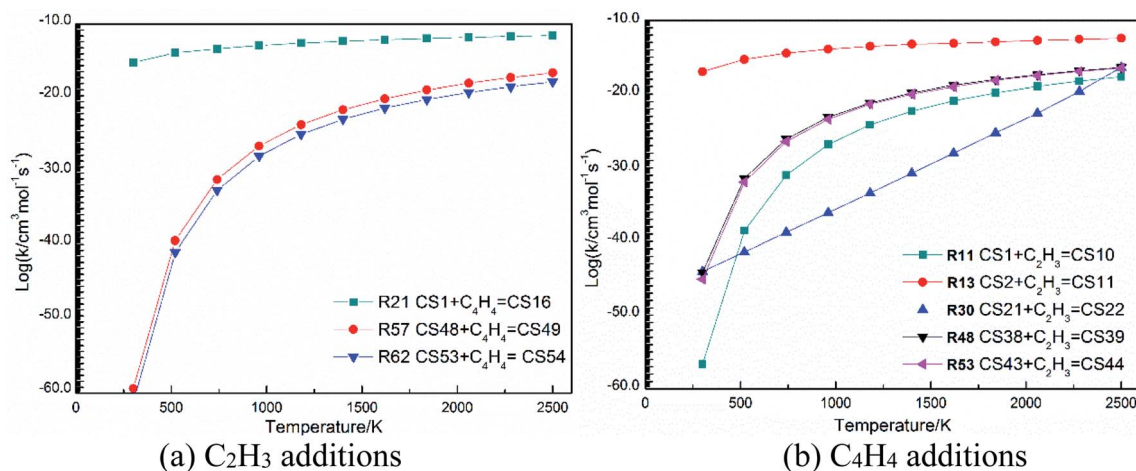 -10.0
-20.0
-30.0
-40.0
-50.0
-60.0
Log(k/cm³mol⁻¹s⁻¹)
R21 CS1+C₄H₄=CS16
R57 CS48+C₄H₄=CS49
R62 CS53+C₄H₄= CS54
0 500 1000 1500 2000 2500
Temperature/K
(a) C₂H₃ additions
-10.0
-20.0
-30.0
-40.0
-50.0
-60.0
Log(k/cm³mol⁻¹s⁻¹)
R11 CS1+C₂H₃=CS10
R13 CS2+C₂H₃=CS11
R30 CS21+C₂H₃=CS22
R48 CS38+C₂H₃=CS39
R53 CS43+C₂H₃=CS44
0 500 1000 1500 2000 2500
Temperature/K
(b) C₄H₄ additions